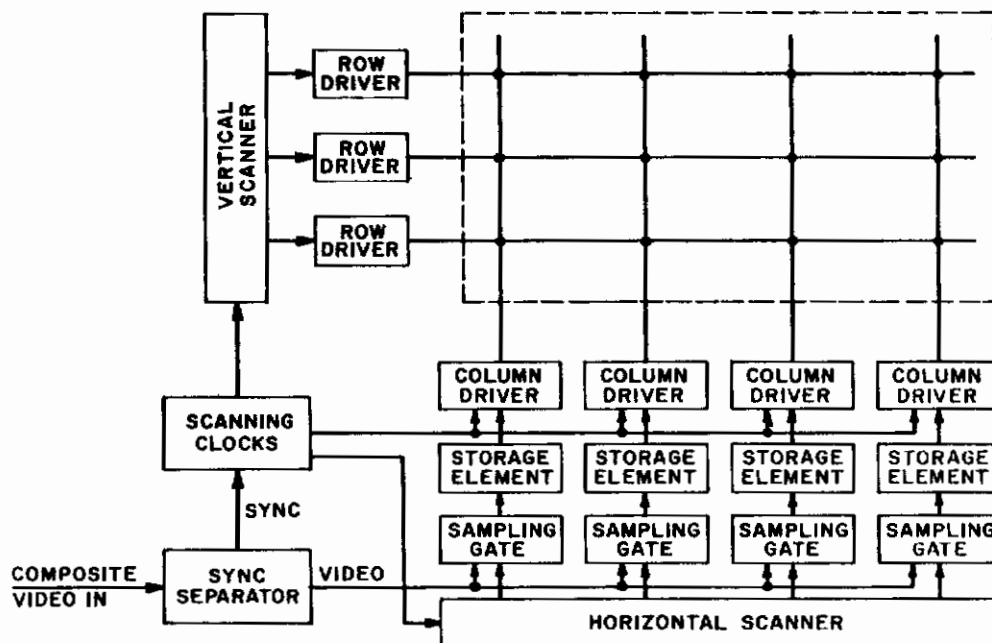 VERTICAL
SCANNER
ROW
DRIVER
ROW
DRIVER
ROW
DRIVER
COLUMN
DRIVER
COLUMN
DRIVER
COLUMN
DRIVER
COLUMN
DRIVER
SCANNING
CLOCKS
STORAGE
ELEMENT
STORAGE
ELEMENT
STORAGE
ELEMENT
STORAGE
ELEMENT
SYNC
SAMPLING
GATE
SAMPLING
GATE
SAMPLING
GATE
SAMPLING
GATE
COMPOSITE
VIDEO IN
SYNC
SEPARATOR
VIDEO
HORIZONTAL SCANNER